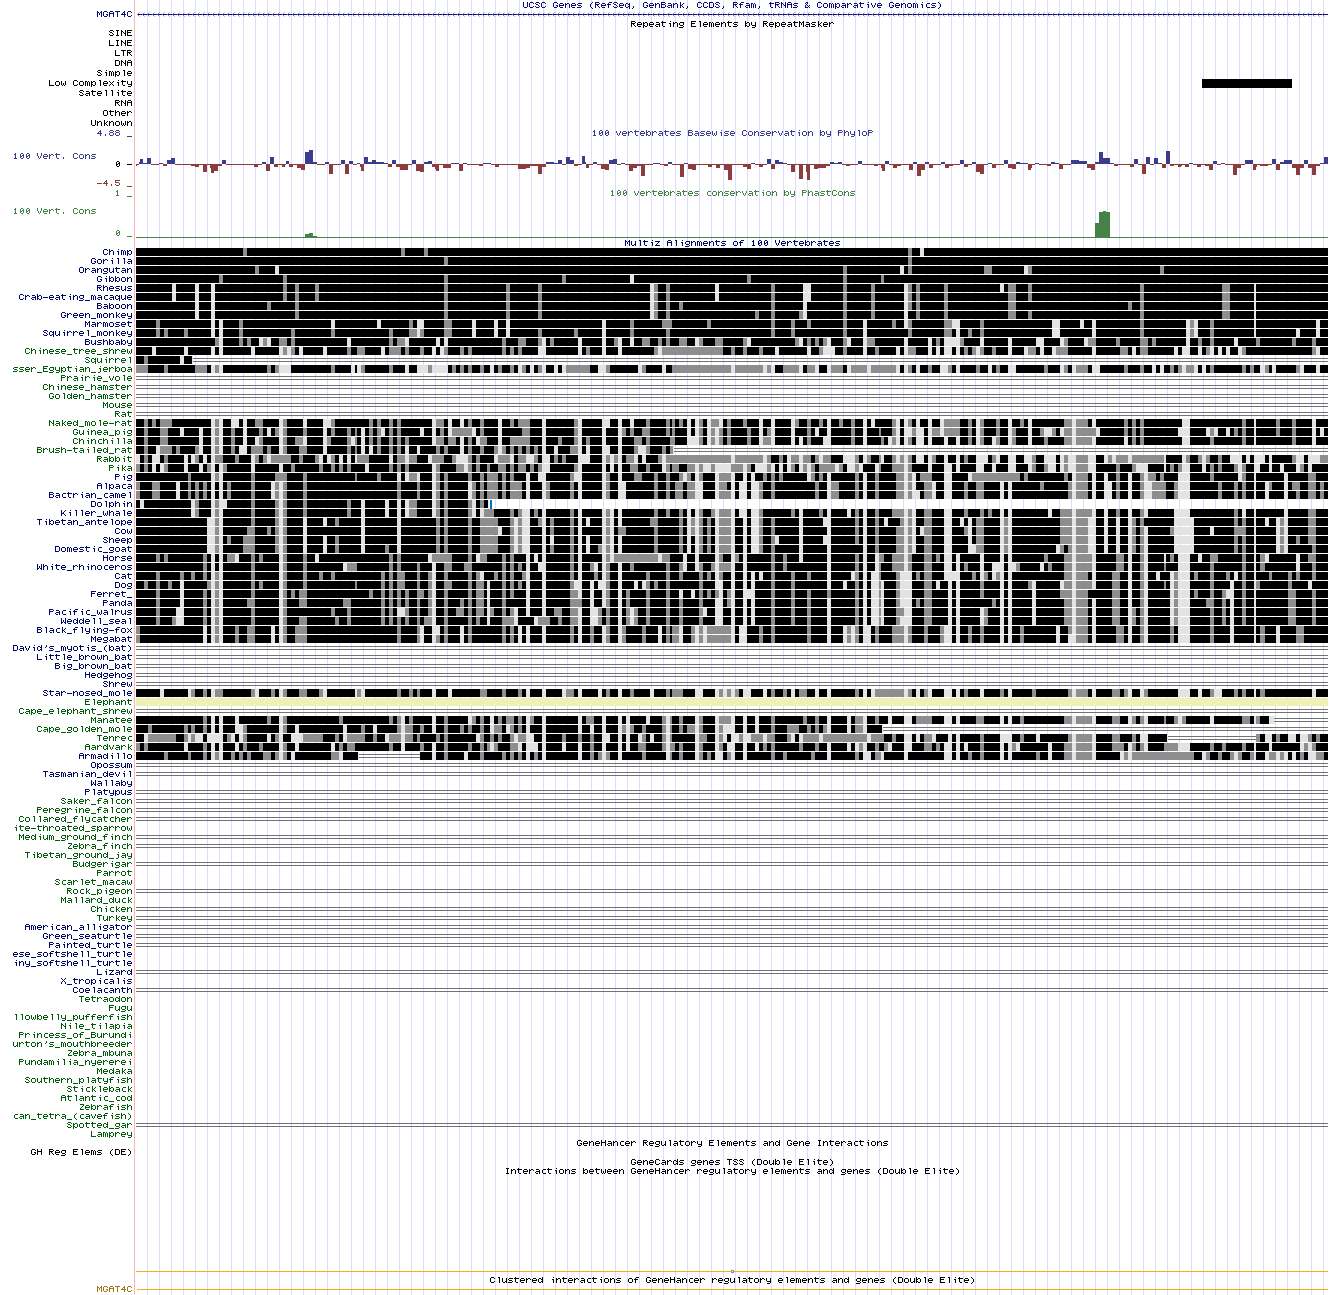 UCSC Genes (RefSeq, GenBank, CCDS, Rfam, tRNAs & Comparative Genomics)
MGAT4C
Repeating Elements by RepeatMasker
SINE
LINE
LTR
DNA
Simple
Low Complexity
Satellite
RNA
Other
Unknown
4.88 _
100 vertebrates Basewise Conservation by PhyloP
100 Vert. Cons
0 _
-4.5 _
100 vertebrates conservation by PhastCons
1 _
100 Vert. Cons
0 _
Multiz Alignments of 100 Vertebrates
Chimp
Gorilla
Orangutan
Gibbon
Rhesus
Crab-eating_macaque
Baboon
Green_monkey
Marmoset
Squirrel_monkey
Bushbaby
Chinese_tree_shrew
Squirrel
sser_Egyptian_jerboa
Prairie_vole
Chinese_hamster
Golden_hamster
Mouse
Rat
Naked_mole-rat
Guinea_pig
Chinchilla
Brush-tailed_rat
Rabbit
Pika
Pig
Alpaca
Bactrian_camel
Dolphin
Killer_whale
Tibetan_antelope
Cow
Sheep
Domestic_goat
Horse
White_rhinoceros
Cat
Dog
Ferret_
Panda
Pacific_walrus
Weddell_seal
Black_flying-fox
Megabat
David's_myotis_(bat)
Little_brown_bat
Big_brown_bat
Hedgehog
Shrew
Star-nosed_mole
Elephant
Cape_elephant_shrew
Manatee
Cape_golden_mole
Tenrec
Aardvark
Armadillo
Opossum
Tasmanian_devil
Wallaby
Platypus
Saker_falcon
Peregrine_falcon
Collared_flycatcher
ite-throated_sparrow
Medium_ground_finch
Zebra_finch
Tibetan_ground_jay
Budgerigar
Parrot
Scarlet_macaw
Rock_pigeon
Mallard_duck
Chicken
Turkey
American_alligator
Green_seaturtle
Painted_turtle
ese_softshell_turtle
iny_softshell_turtle
Lizard
X_tropicalis
Coelacanth
Tetraodon
Fugu
llowbelly_pufferfish
Nile_tilapia
Princess_of_Burundi
urton's_mouthbreeder
Zebra_mbuna
Pundamilia_nyererei
Medaka
Southern_platyfish
Stickleback
Atlantic_cod
Zebrafish
can_tetra_(cavefish)
Spotted_gar
Lamprey
GeneHancer Regulatory Elements and Gene Interactions
GH Reg Elems (DE)
GeneCards genes TSS (Double Elite)
Interactions between GeneHancer regulatory elements and genes (Double Elite)
Clustered interactions of GeneHancer regulatory elements and genes (Double Elite)
MGAT4C